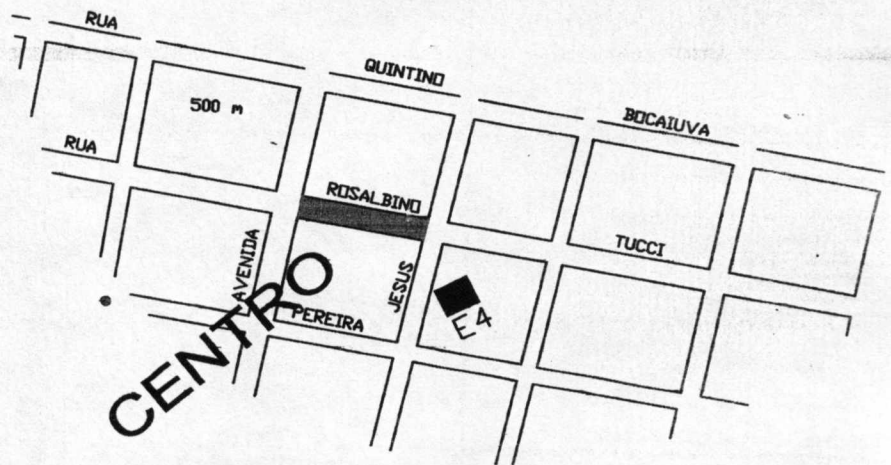 RUA QUINTINO BOCAIUVA
500 m
RUA ROSALBINO TUCCI
AVENIDA
JESUS
PEREIRA
CENTRO
E4